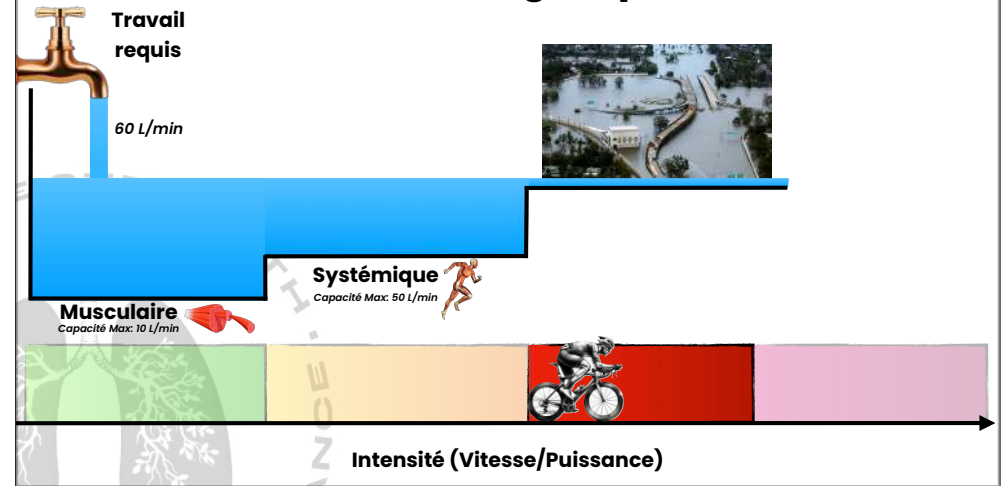 Travail
requis
60 L/min
Systémique
Capacité Max: 50 L/min
Musculaire
Capacité Max: 10 L/min
Intensité (Vitesse/Puissance)